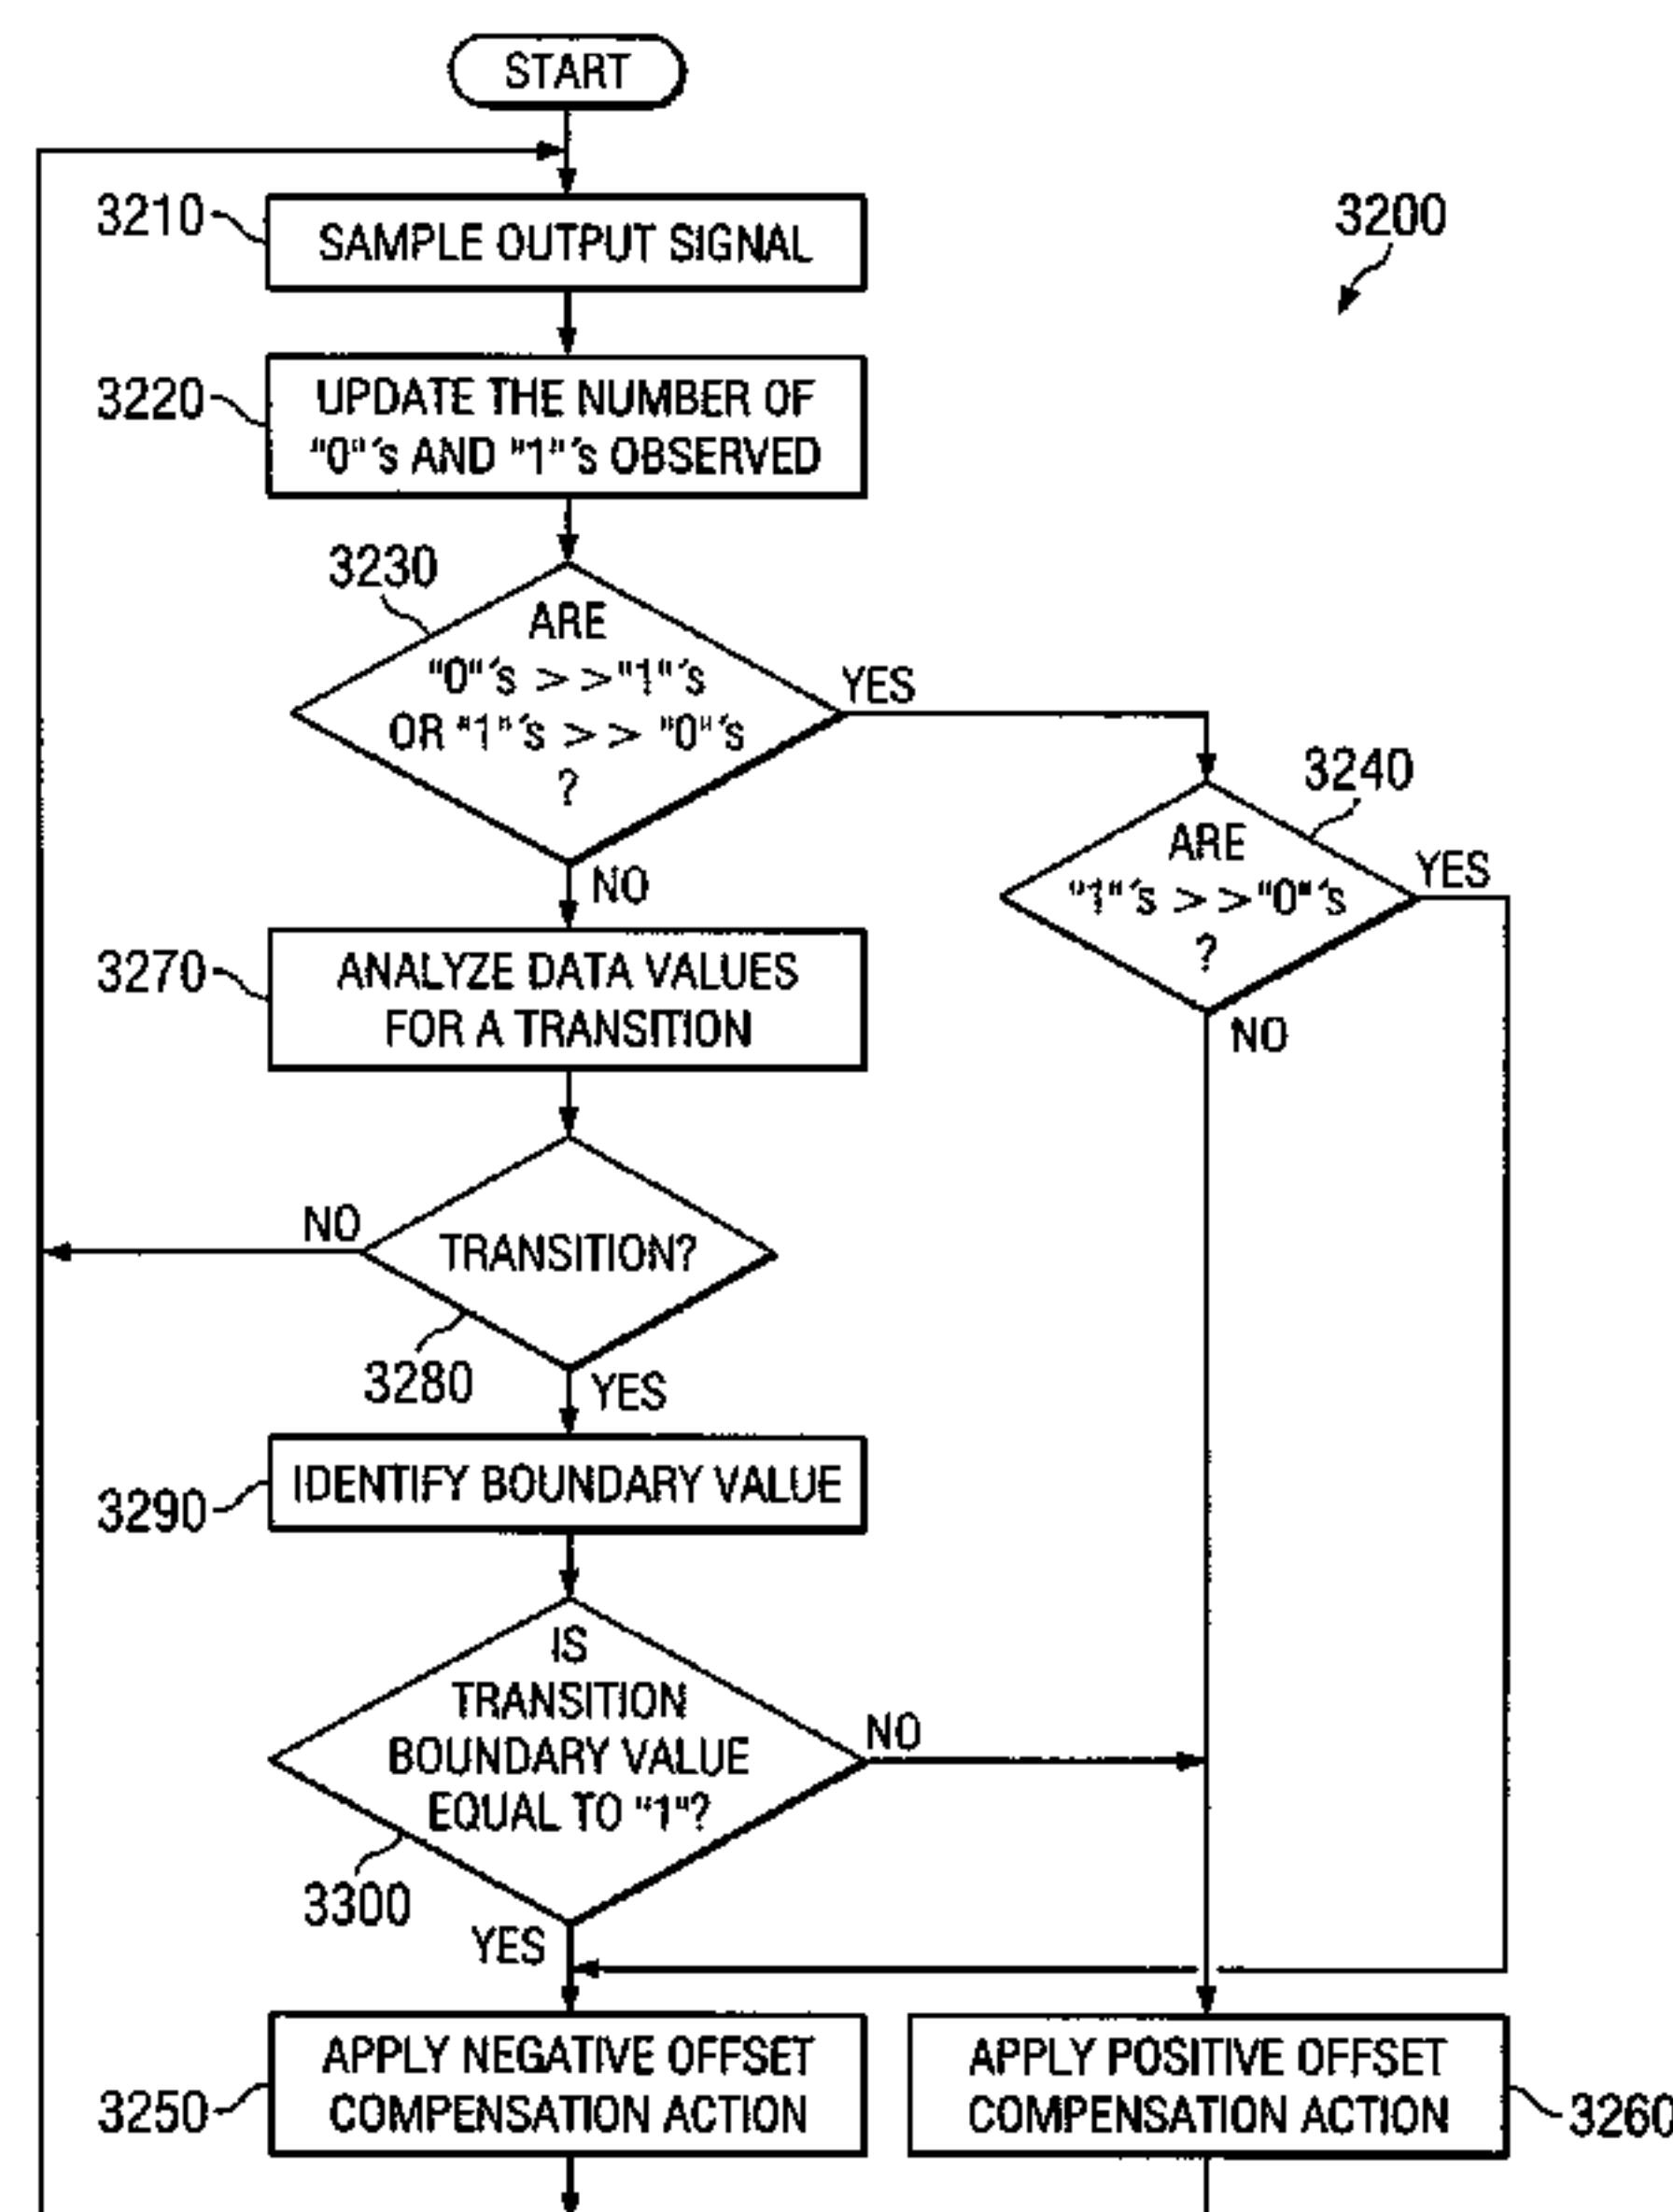 START
3210
SAMPLE OUTPUT SIGNAL
3200
3220
UPDATE THE NUMBER OF
"0"'s AND "1"'s OBSERVED
3230
ARE
"0"'s >>"1"'s
OR "1"'s >> "0"'s
?
YES
NO
3240
ARE
"1"'s >>"0"'s
?
YES
NO
3270
ANALYZE DATA VALUES
FOR A TRANSITION
NO
TRANSITION?
3280
YES
3290
IDENTIFY BOUNDARY VALUE
IS
TRANSITION
BOUNDARY VALUE
EQUAL TO "1"?
NO
3300
YES
3250
APPLY NEGATIVE OFFSET
COMPENSATION ACTION
APPLY POSITIVE OFFSET
COMPENSATION ACTION
3260